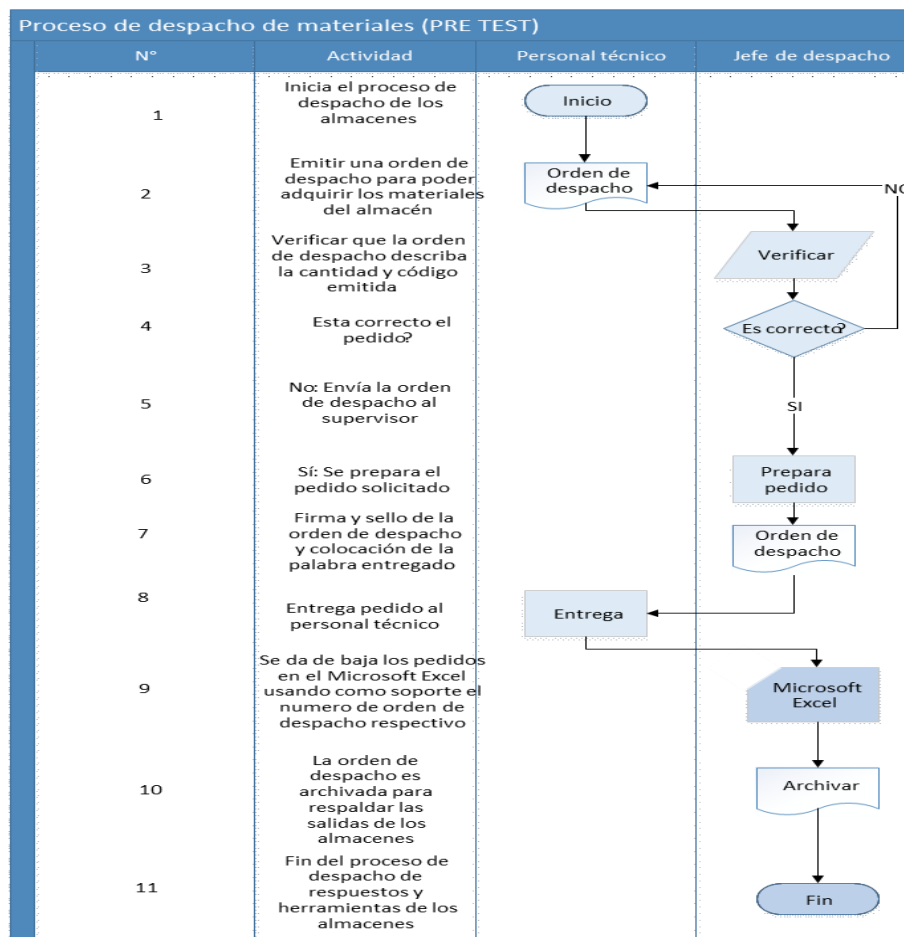 Proceso de despacho de materiales (PRE TEST)
N°
Actividad
Personal técnico
Jefe de despacho
1
Inicia el proceso de
despacho de los
almacenes
Inicio
2
Emitir una orden de
despacho para poder
adquirir los materiales
del almacén
Orden de
despacho
NO
3
Verificar que la orden
de despacho describa
la cantidad y código
emitida
Verificar
4
Esta correcto el
pedido?
Es correcto?
5
No: Envía la orden
de despacho al
supervisor
SI
6
Sí: Se prepara el
pedido solicitado
Prepara
pedido
7
Firma y sello de la
orden de despacho
y colocación de la
palabra entregado
Orden de
despacho
8
Entrega pedido al
personal técnico
Entrega
9
Se da de baja los pedidos
en el Microsoft Excel
usando como soporte el
numero de orden de
despacho respectivo
Microsoft
Excel
10
La orden de
despacho es
archivada para
respaldar las
salidas de los
almacenes
Archivar
11
Fin del proceso de
despacho de
respuestos y
herramientas de los
almacenes
Fin